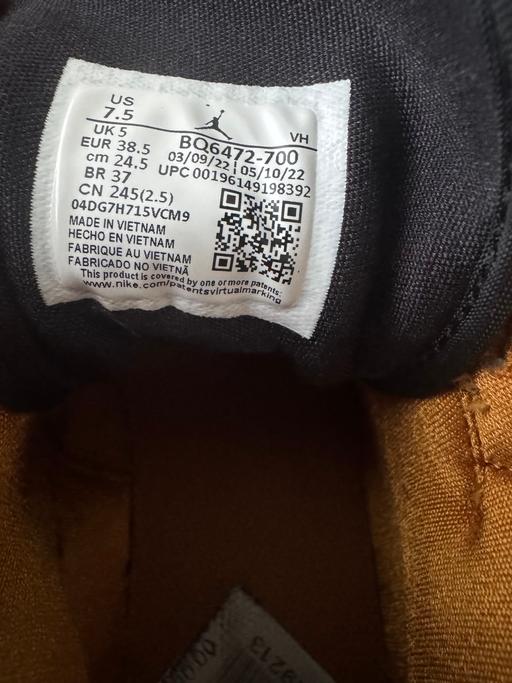 US
7.5
UK 5
EUR 38.5
cm 24.5
BR 37
CN 245(2.5)
VH
BQ6472-700
03/09/22 | 05/10/22
UPC 00196149198392
04DG7H715VCM9
MADE IN VIETNAM
HECHO EN VIETNAM
FABRIQUE AU VIETNAM
FABRICADO NO VIETNÃ
This product is covered by one or more patents:
www.nike.com/patentsvirtualmarking